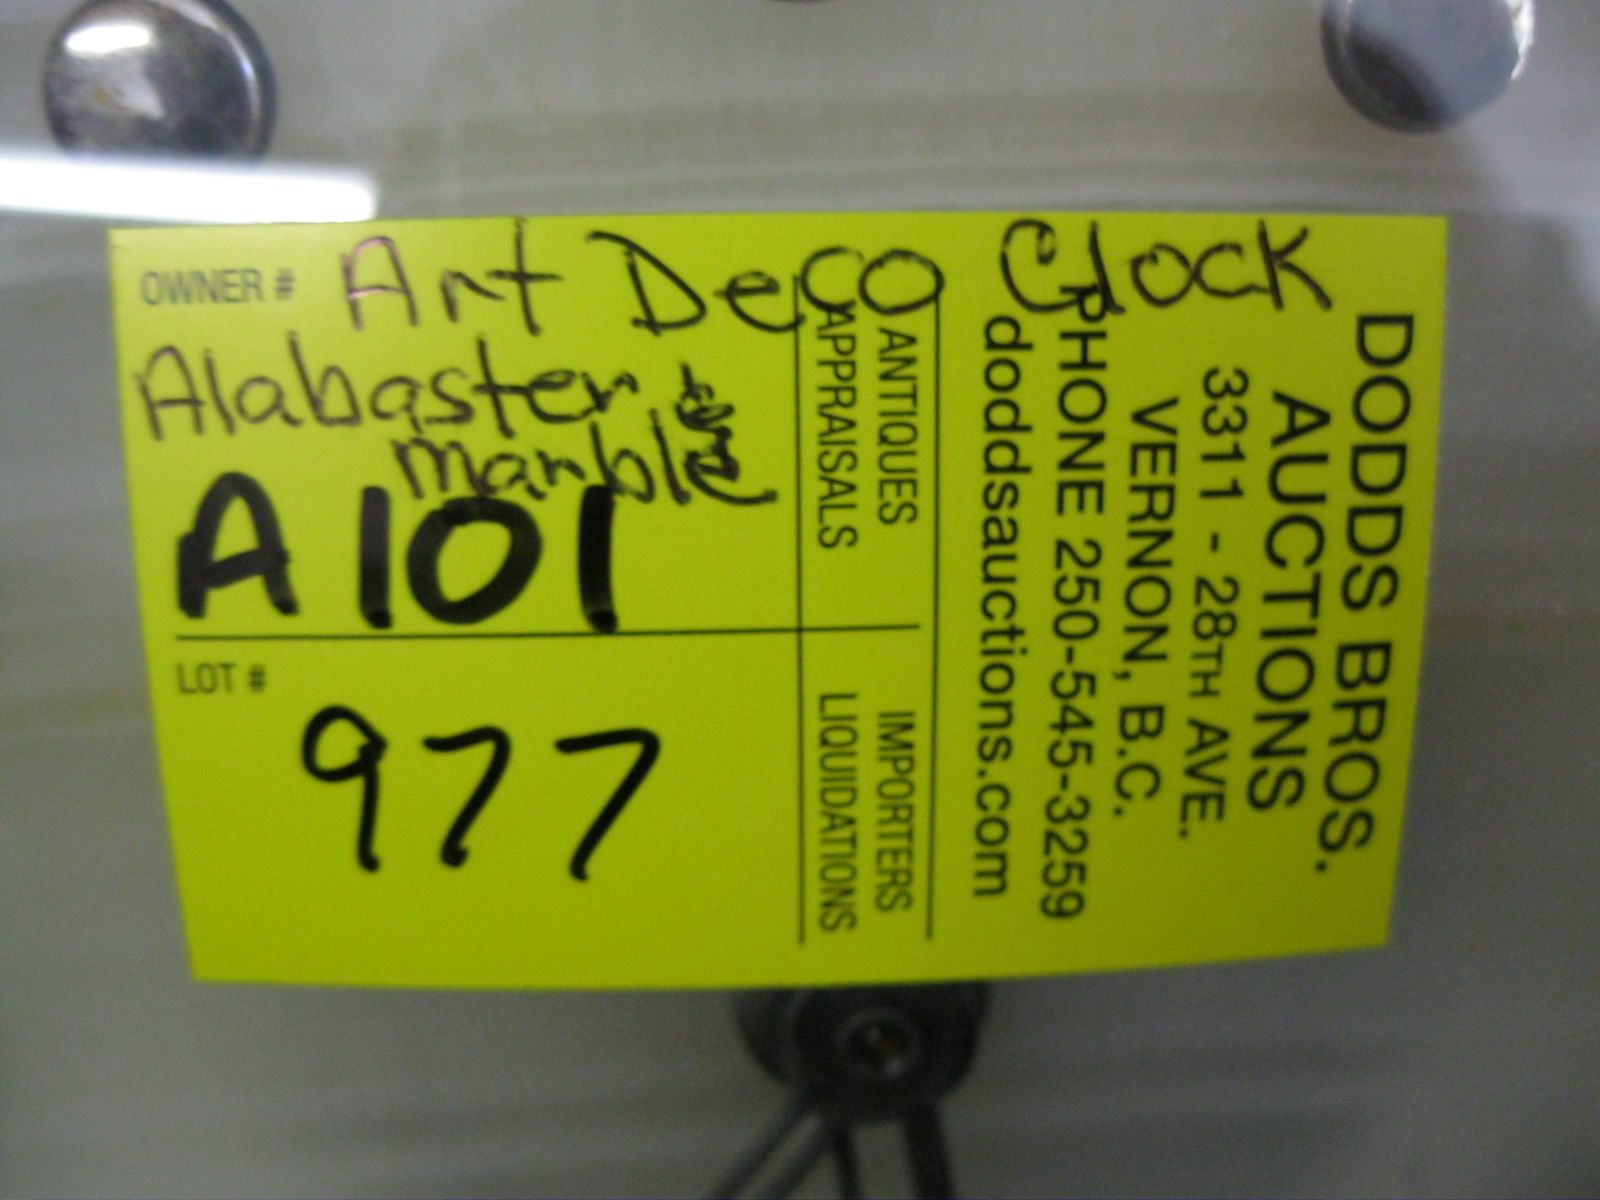 OWNER # Art Deco Clock
Alabaster
marble
A101
LOT #
977
ANTIQUES
APPRAISALS
IMPORTERS
LIQUIDATIONS
DODDS BROS.
AUCTIONS
3311 - 28TH AVE.
VERNON, B.C.
PHONE 250-545-3259
doddsauctions.com